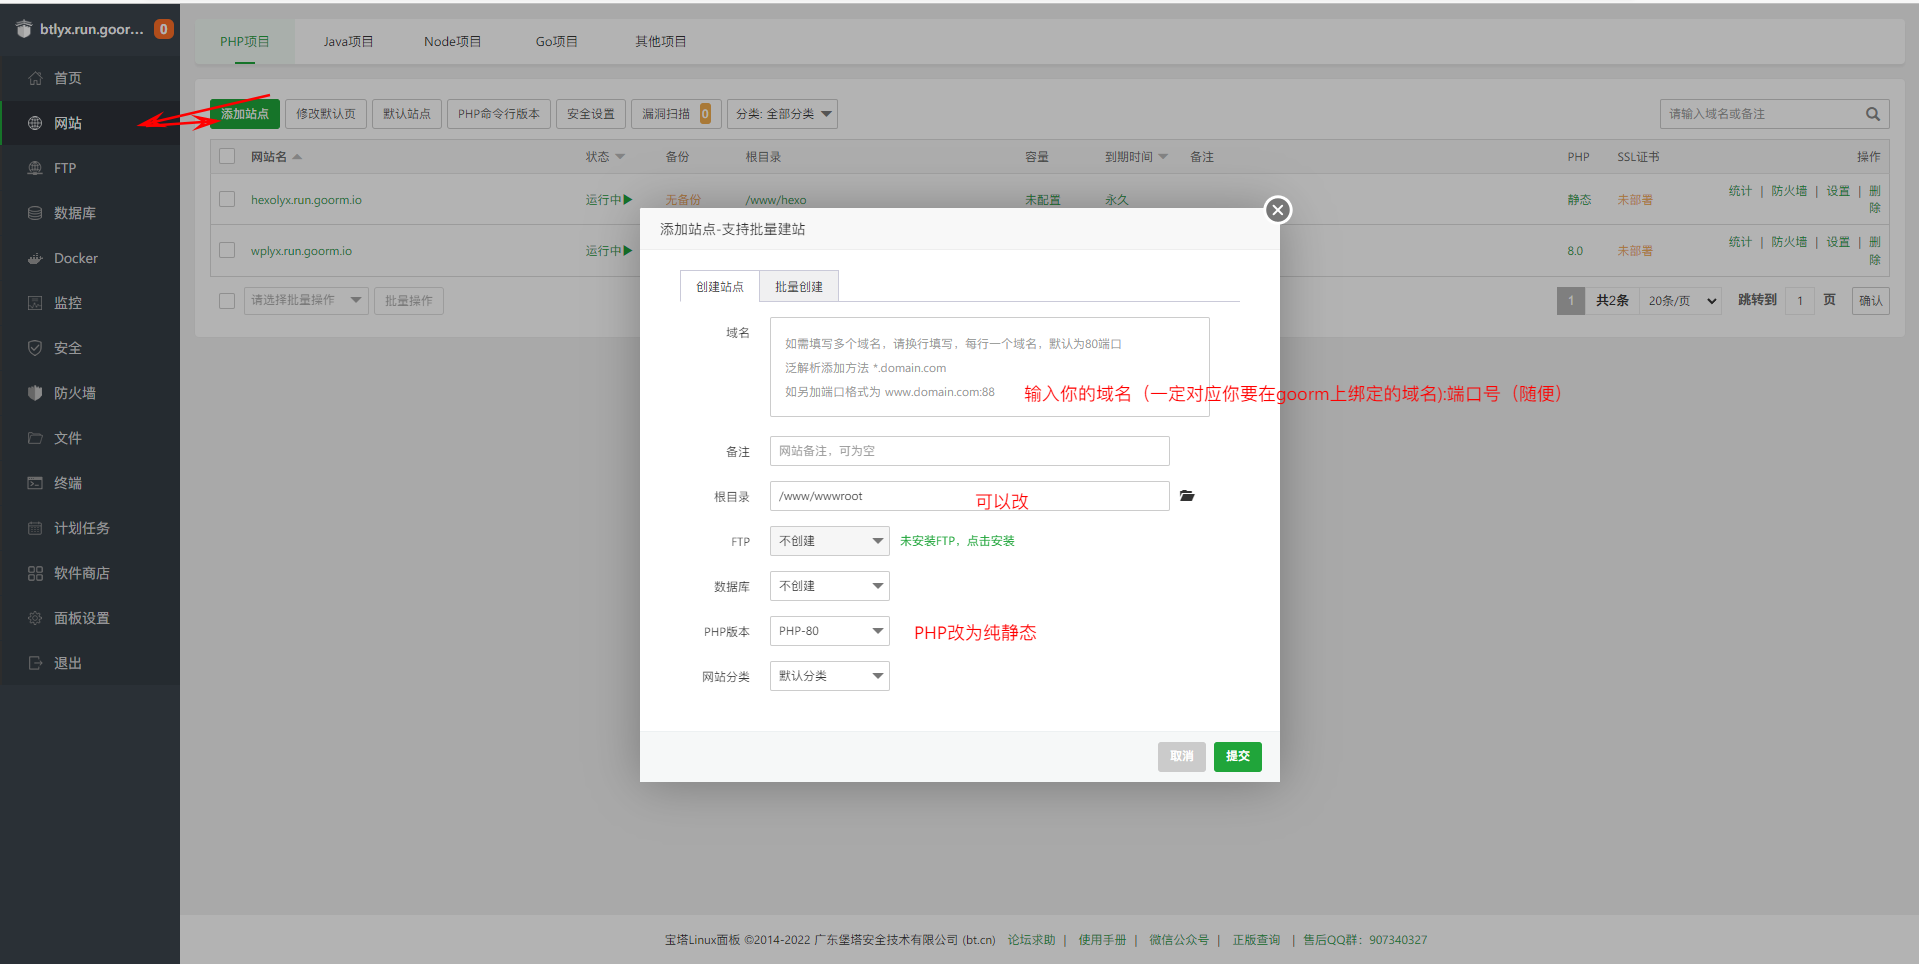 btlyx.run.goor... 0
首页
网站
FTP
数据库
Docker
监控
安全
防火墙
文件
终端
计划任务
软件商店
面板设置
退出
PHP项目 Java项目 Node项目 Go项目 其他项目
添加站点 修改默认页 默认站点 PHP命令行版本 安全设置 漏洞扫描 0 分类: 全部分类 请输入域名或备注
网站名 状态 备份 根目录 容量 到期时间 备注 PHP SSL证书 操作
hexolyx.run.goorm.io 运行中 无备份 /www/hexo 未配置 永久 静态 未部署 统计 | 防火墙 | 设置 | 删
除
wplyx.run.goorm.io 运行中 8.0 未部署 统计 | 防火墙 | 设置 | 删
除
请选择批量操作 批量操作 1 共2条 20条/页 跳转到 1 页 确认
添加站点-支持批量建站
创建站点 批量创建
域名
如需填写多个域名，请换行填写，每行一个域名，默认为80端口
泛解析添加方法 *.domain.com
如另加端口格式为 www.domain.com:88
输入你的域名（一定对应你要在goorm上绑定的域名):端口号（随便）
备注 网站备注，可为空
根目录 /www/wwwroot 可以改
FTP 不创建 未安装FTP，点击安装
数据库 不创建
PHP版本 PHP-80 PHP改为纯静态
网站分类 默认分类
取消 提交
宝塔Linux面板 ©2014-2022 广东堡塔安全技术有限公司 (bt.cn) 论坛求助 | 使用手册 | 微信公众号 | 正版查询 | 售后QQ群：907340327